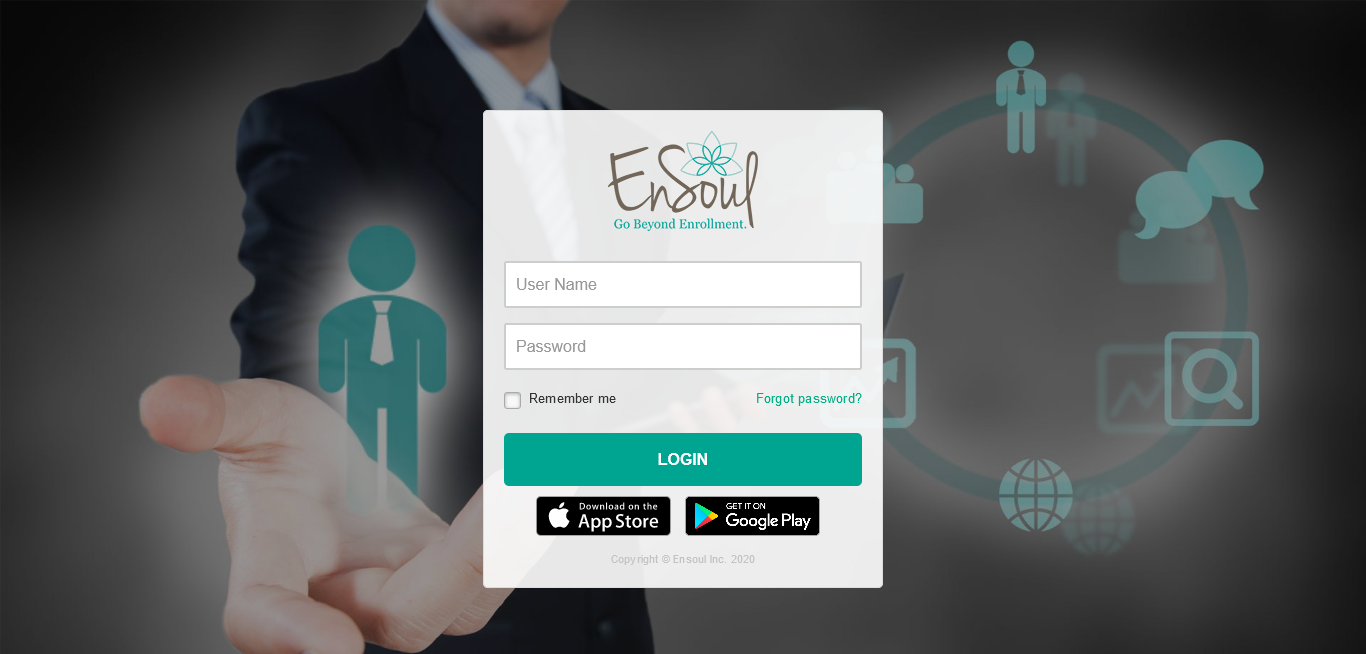 EnSoul
Go Beyond Enrollment.
User Name
Password
Remember me
Forgot password?
LOGIN
Download on the
App Store
GET IT ON
Google Play
Copyright © Ensoul Inc. 2020